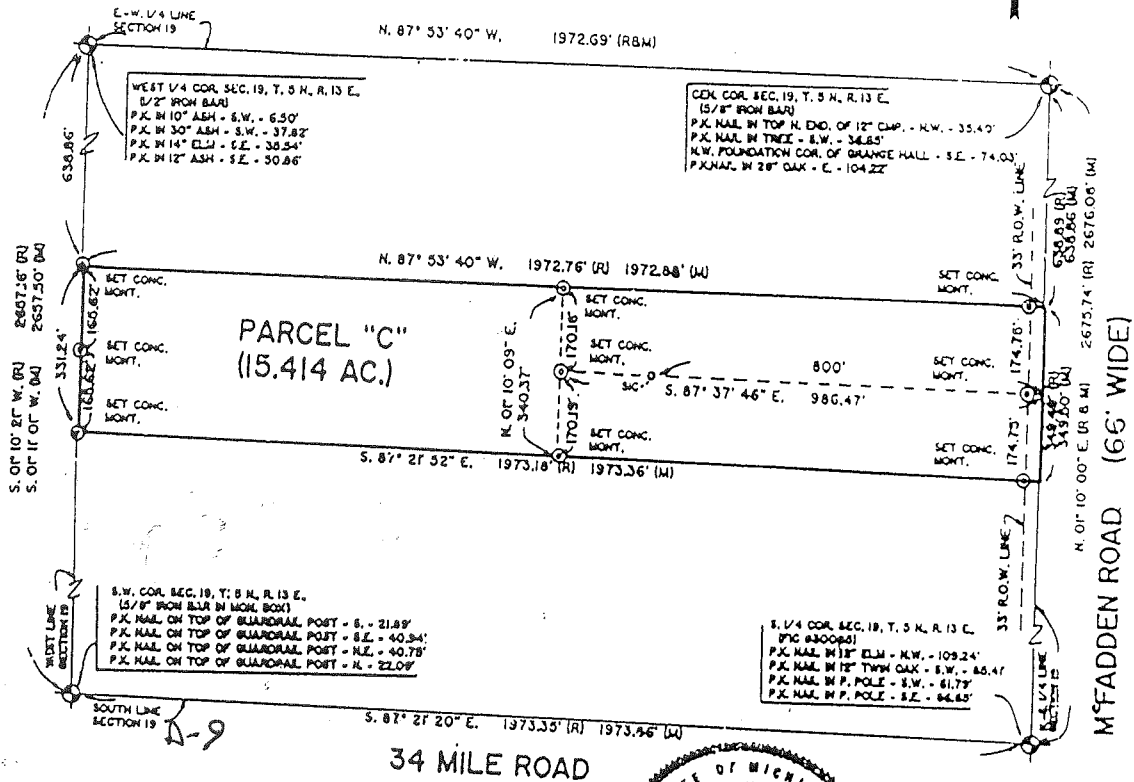 E.-W. 1/4 LINE
SECTION 19
N. 87° 53' 40" W. 1972.69' (R&M)
WEST 1/4 COR. SEC. 19, T. 5 N., R. 13 E.
(1/2" IRON BAR)
P.K. IN 10" ASH - S.W. - 6.50'
P.K. IN 30" ASH - S.W. - 37.82'
P.K. IN 14" ELM - S.E. - 38.54'
P.K. IN 12" ASH - S.E. - 50.86'
CEN. COR. SEC. 19, T. 5 N., R. 13 E.
(5/8" IRON BAR)
P.K. NAIL IN TOP N. END. OF 12" CMP. - N.W. - 35.40'
P.K. NAIL IN TREE - S.W. - 36.85'
N.W. FOUNDATION COR. OF GRANGE HALL - S.E. - 74.03'
P.K. NAIL IN 28" OAK - E. - 104.22'
638.86'
33' R.O.W. LINE
638.89 (R)
638.86 (M)
2675.74' (R) 2676.08' (M)
N. 87° 53' 40" W. 1972.76' (R) 1972.88' (M)
SET CONC.
MONT.
SET CONC.
MONT.
SET CONC.
MONT.
S. 01° 10' 21" W. (R) 2657.16' (R)
S. 01° 11' 01" W. (M) 2657.50' (M)
331.24'
165.62'
165.62'
PARCEL "C"
(15.414 AC.)
SET CONC.
MONT.
SET CONC.
MONT.
N. 01° 10' 09" E.
340.37'
170.18'
170.19'
SET CONC.
MONT.
800'
S. 87° 37' 46" E. 986.47'
SET CONC.
MONT.
174.75'
174.75'
349.50' (M)
SET CONC.
MONT.
SET CONC.
MONT.
S. 87° 21' 52" E. 1973.18' (R) 1973.36' (M)
N. 01° 10' 00" E. (R & M)
MCFADDEN ROAD (66' WIDE)
WEST LINE
SECTION 19
S.W. COR. SEC. 19, T. 5 N., R. 13 E.
(5/8" IRON BAR IN MON. BOX)
P.K. NAIL ON TOP OF GUARDRAIL POST - S. - 21.89'
P.K. NAIL ON TOP OF GUARDRAIL POST - S.E. - 40.94'
P.K. NAIL ON TOP OF GUARDRAIL POST - N.E. - 40.78'
P.K. NAIL ON TOP OF GUARDRAIL POST - N. - 22.09'
33' R.O.W. LINE
S. 1/4 COR. SEC. 19, T. 5 N., R. 13 E.
P.K. NAIL IN 18" ELM - N.W. - 109.24'
P.K. NAIL IN 12" TWIN OAK - S.W. - 85.41'
P.K. NAIL IN P. POLE - S.W. - 61.79'
P.K. NAIL IN P. POLE - S.E. - 86.85'
1/4 LINE
SECTION 19
SOUTH LINE
SECTION 19
D-9
S. 87° 21' 20" E. 1973.35' (R) 1973.46' (M)
34 MILE ROAD
OF MICH